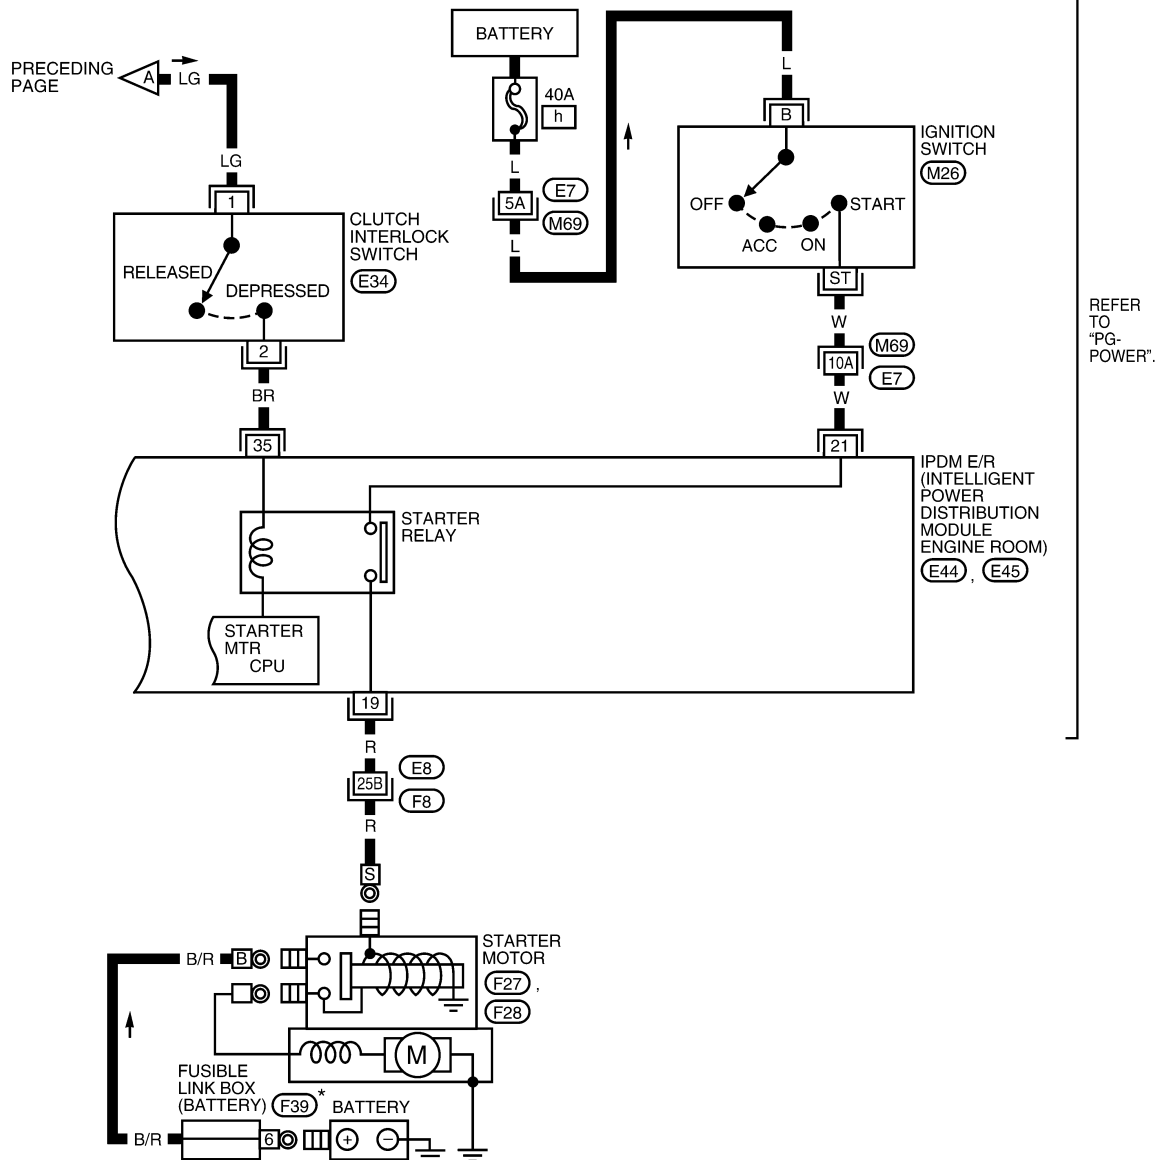 BATTERY
PRECEDING
PAGE
A
LG
40A
h
L
B
IGNITION
SWITCH
M26
LG
L
E7
5A
M69
L
1
CLUTCH
INTERLOCK
SWITCH
E34
RELEASED
DEPRESSED
2
OFF
START
ACC
ON
ST
W
M69
10A
E7
W
REFER
TO
“PG-
POWER”.
BR
35
21
IPDM E/R
(INTELLIGENT
POWER
DISTRIBUTION
MODULE
ENGINE ROOM)
E44 , E45
STARTER
RELAY
STARTER
MTR
CPU
19
R
E8
25B
F8
R
S
STARTER
MOTOR
F27 ,
F28
B/R
B
M
FUSIBLE
LINK BOX
(BATTERY)
F39 *
BATTERY
B/R
6
+
−